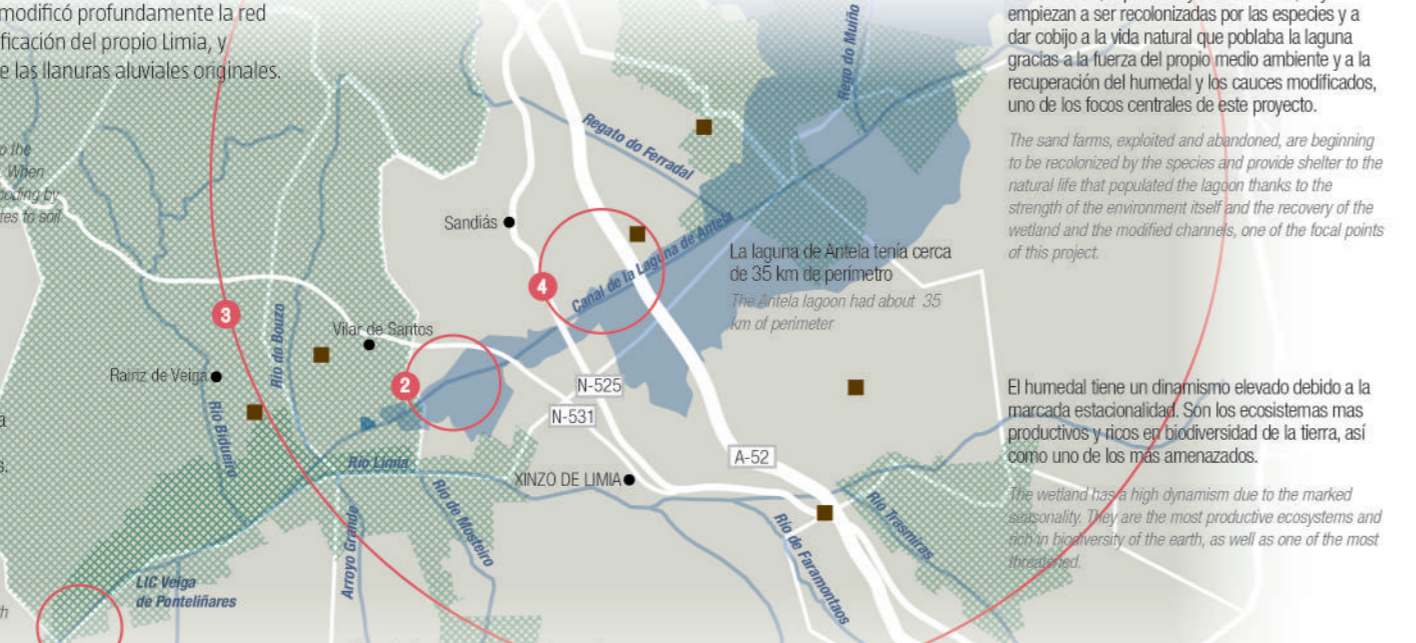 modificó profundamente la red
ficación del propio Limia, y
e las llanuras aluviales originales.
o the
. When
ooding by
tes to soil
a
s.
th
empiezan a ser recolonizadas por las especies y a
dar cobijo a la vida natural que poblaba la laguna
gracias a la fuerza del propio medio ambiente y a la
recuperación del humedal y los cauces modificados,
uno de los focos centrales de este proyecto.
The sand farms, exploited and abandoned, are beginning
to be recolonized by the species and provide shelter to the
natural life that populated the lagoon thanks to the
strength of the environment itself and the recovery of the
wetland and the modified channels, one of the focal points
of this project.
Rego do Muiño
Regato do Ferradal
Sandiás
4
Canal de la Laguna de Antela
La laguna de Antela tenía cerca
de 35 km de perímetro
The Antela lagoon had about 35
km of perimeter
3
Rio do Bouzo
Vilar de Santos
Rairiz de Veiga
2
N-525
N-531
Rio Bidueiro
A-52
Rio Limia
XINZO DE LIMIA
Rio de Mosteiro
Rio Trasmiras
Rio de Faramontaos
Arroyo Grande
LIC Veiga
de Ponteliñares
El humedal tiene un dinamismo elevado debido a la
marcada estacionalidad. Son los ecosistemas mas
productivos y ricos en biodiversidad de la tierra, así
como uno de los más amenazados.
The wetland has a high dynamism due to the marked
seasonality. They are the most productive ecosystems and
rich in biodiversity of the earth, as well as one of the most
threatened.